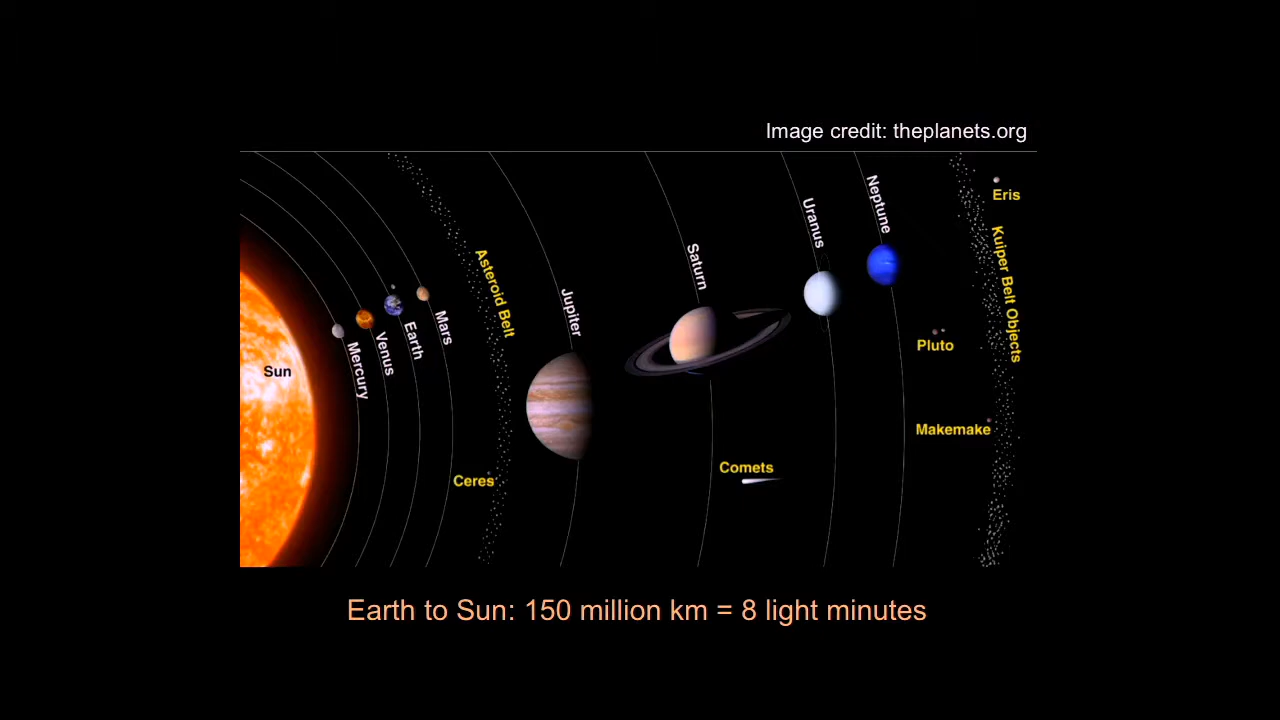 Image credit: theplanets.org
Sun
Mercury
Venus
Earth
Mars
Asteroid Belt
Ceres
Jupiter
Saturn
Comets
Uranus
Neptune
Pluto
Makemake
Eris
Kuiper Belt Objects
Earth to Sun: 150 million km = 8 light minutes